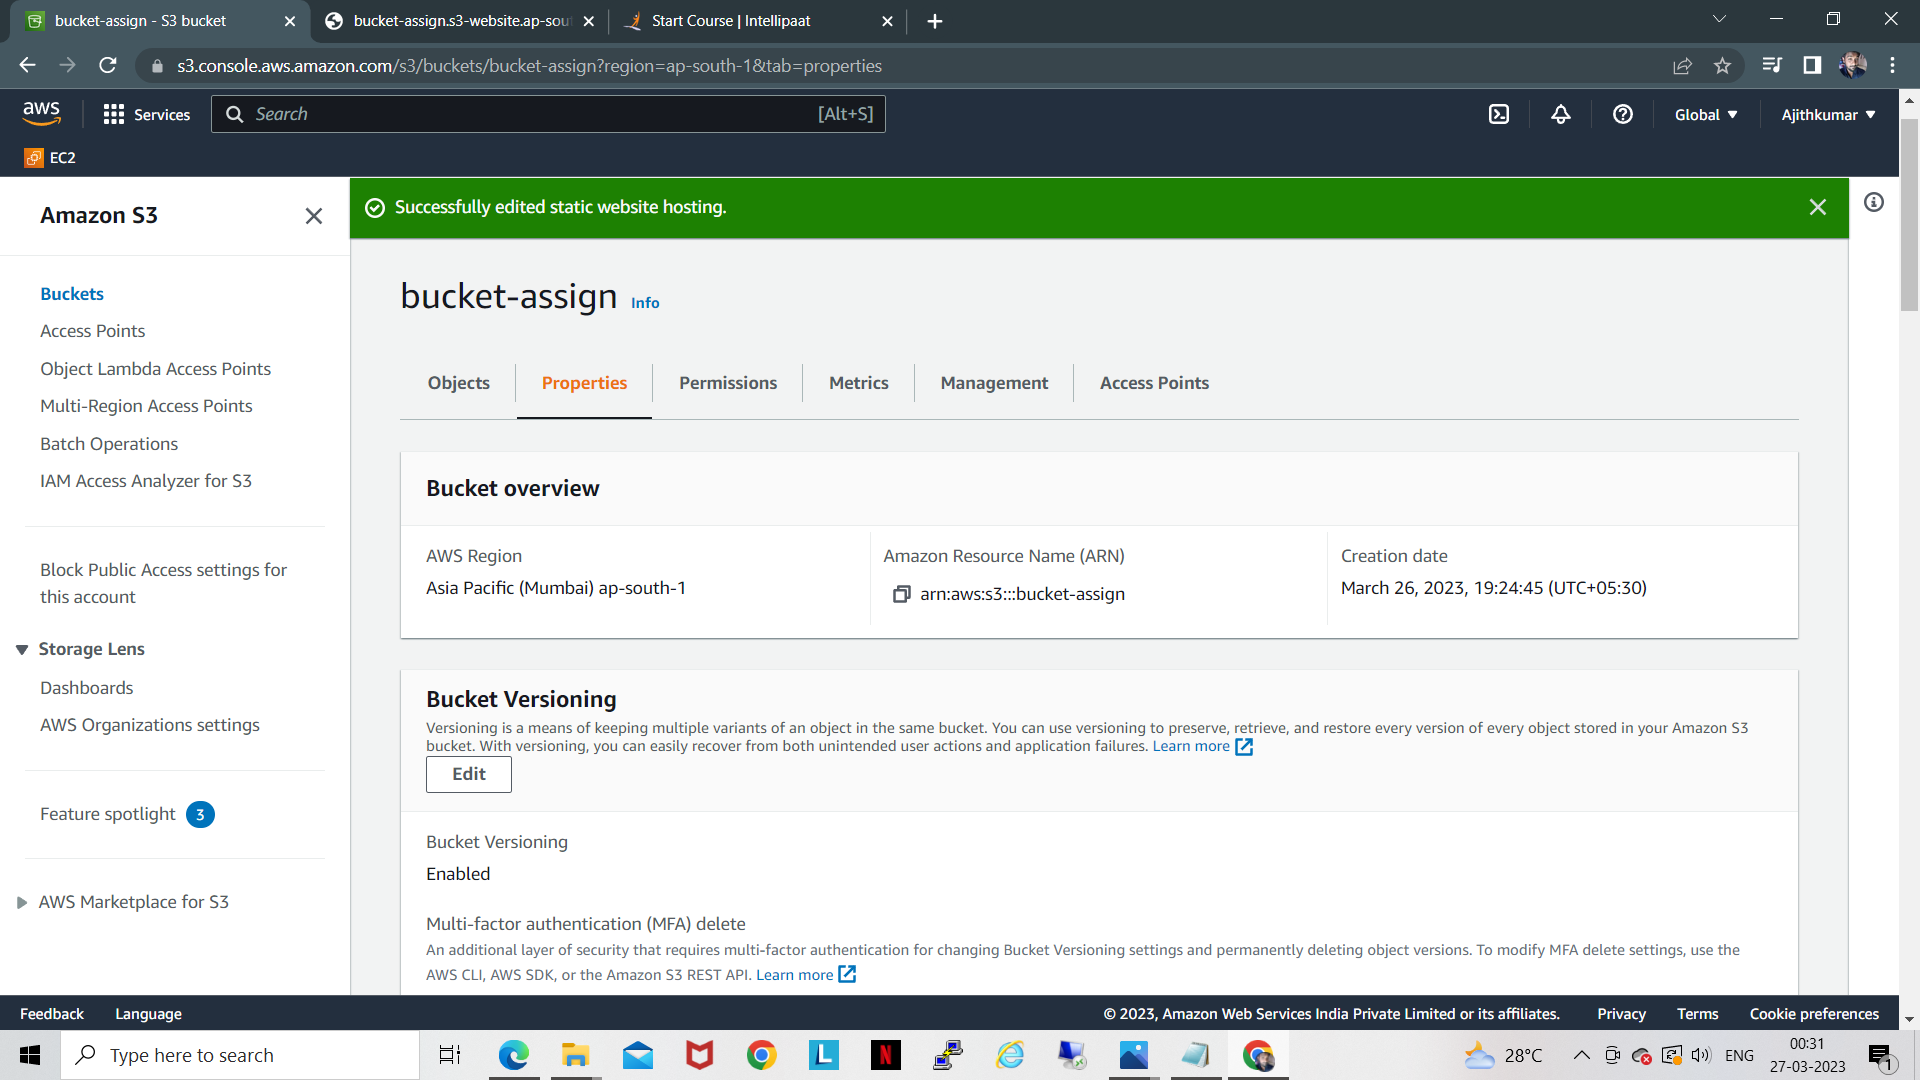 bucket-assign - S3 bucket
bucket-assign.s3-website.ap-sout
Start Course | Intellipaat
s3.console.aws.amazon.com/s3/buckets/bucket-assign?region=ap-south-1&tab=properties
aws
Services
Search
[Alt+S]
Global
Ajithkumar
EC2
Amazon S3
Successfully edited static website hosting.
Buckets
Access Points
Object Lambda Access Points
Multi-Region Access Points
Batch Operations
IAM Access Analyzer for S3
Block Public Access settings for
this account
Storage Lens
Dashboards
AWS Organizations settings
Feature spotlight 3
AWS Marketplace for S3
bucket-assign Info
Objects
Properties
Permissions
Metrics
Management
Access Points
Bucket overview
AWS Region
Asia Pacific (Mumbai) ap-south-1
Amazon Resource Name (ARN)
arn:aws:s3:::bucket-assign
Creation date
March 26, 2023, 19:24:45 (UTC+05:30)
Bucket Versioning
Versioning is a means of keeping multiple variants of an object in the same bucket. You can use versioning to preserve, retrieve, and restore every version of every object stored in your Amazon S3
bucket. With versioning, you can easily recover from both unintended user actions and application failures. Learn more
Edit
Bucket Versioning
Enabled
Multi-factor authentication (MFA) delete
An additional layer of security that requires multi-factor authentication for changing Bucket Versioning settings and permanently deleting object versions. To modify MFA delete settings, use the
AWS CLI, AWS SDK, or the Amazon S3 REST API. Learn more
Feedback
Language
© 2023, Amazon Web Services India Private Limited or its affiliates.
Privacy
Terms
Cookie preferences
Type here to search
L
N
28°C
ENG
00:31
27-03-2023
1